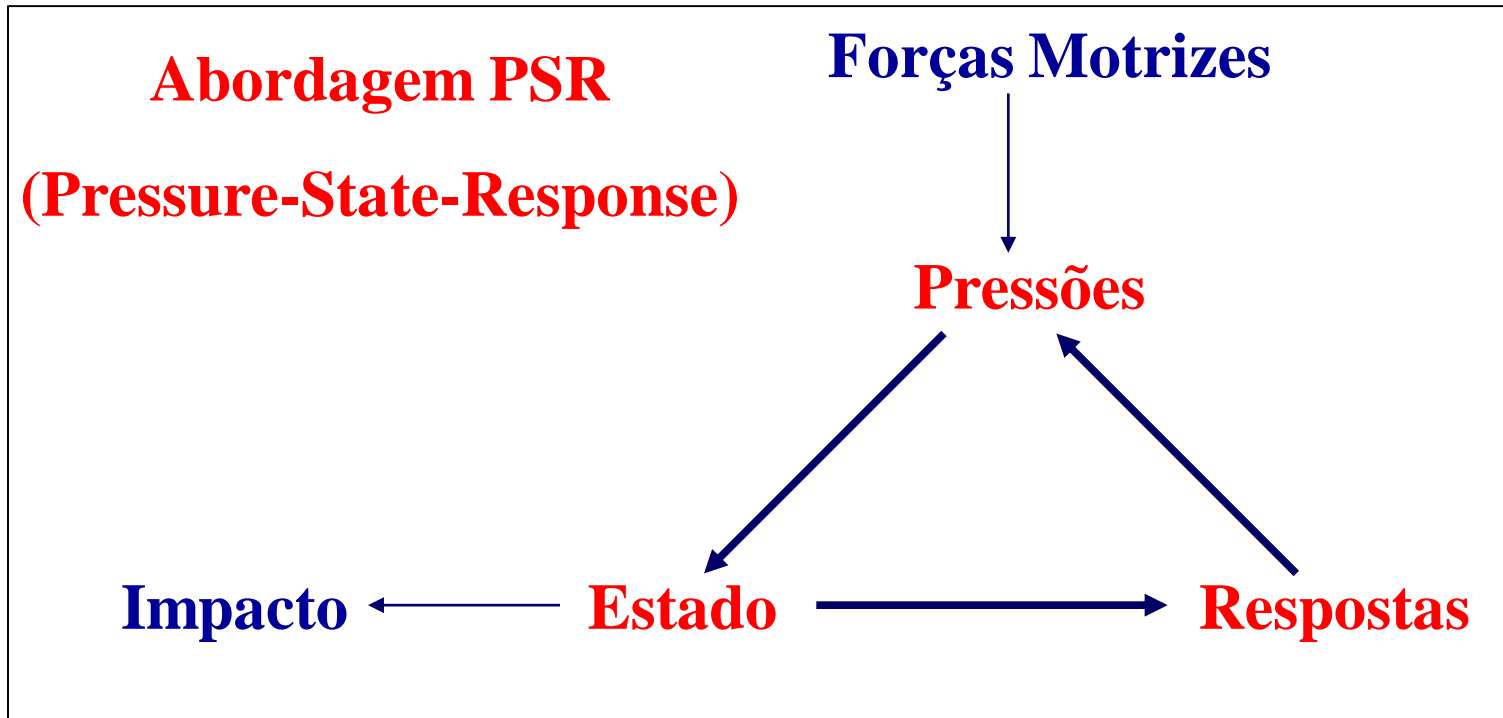 Abordagem PSR
(Pressure-State-Response)
Forças Motrizes
Pressões
Impacto
Estado
Respostas